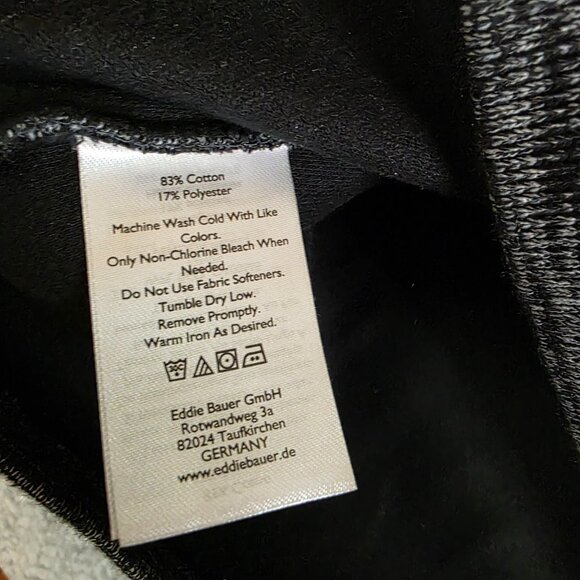 83% Cotton
17% Polyester
Machine Wash Cold With Like
Colors.
Only Non-Chlorine Bleach When
Needed.
Do Not Use Fabric Softeners.
Tumble Dry Low.
Remove Promptly.
Warm Iron As Desired.
30C
Eddie Bauer GmbH
Rotwandweg 3a
82024 Taufkirchen
GERMANY
www.eddiebauer.de